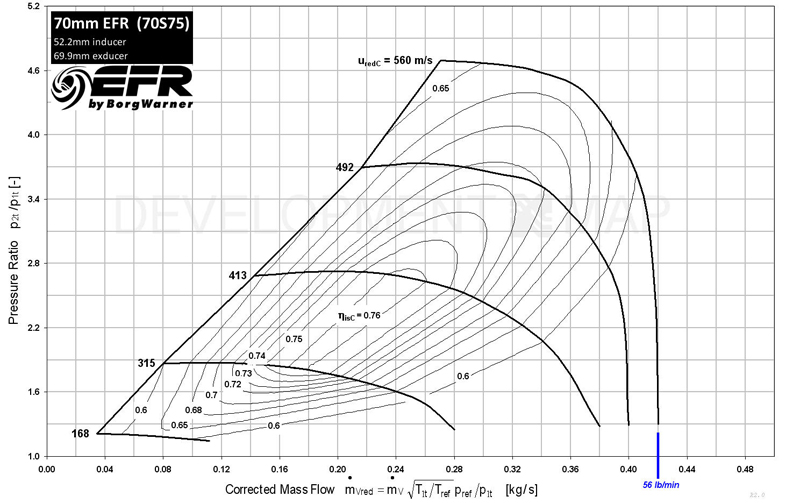 70mm EFR (70S75)
52.2mm inducer
69.9mm exducer
EFR
by BorgWarner
DEVELOPMENT MAP
Pressure Ratio p2t/p1t [-]
5.2
4.6
4.0
3.4
2.8
2.2
1.6
1.0
uredC = 560 m/s
0.65
492
413
ηisC = 0.76
0.75
315
0.74
0.73
0.72
0.7
0.68
0.65
0.6
0.6
0.6
168
0.00 0.04 0.08 0.12 0.16 0.20 0.24 0.28 0.32 0.36 0.40 0.44 0.48
56 lb/min
Corrected Mass Flow ṁVred = ṁV √T1t/Tref pref/p1t [kg/s]